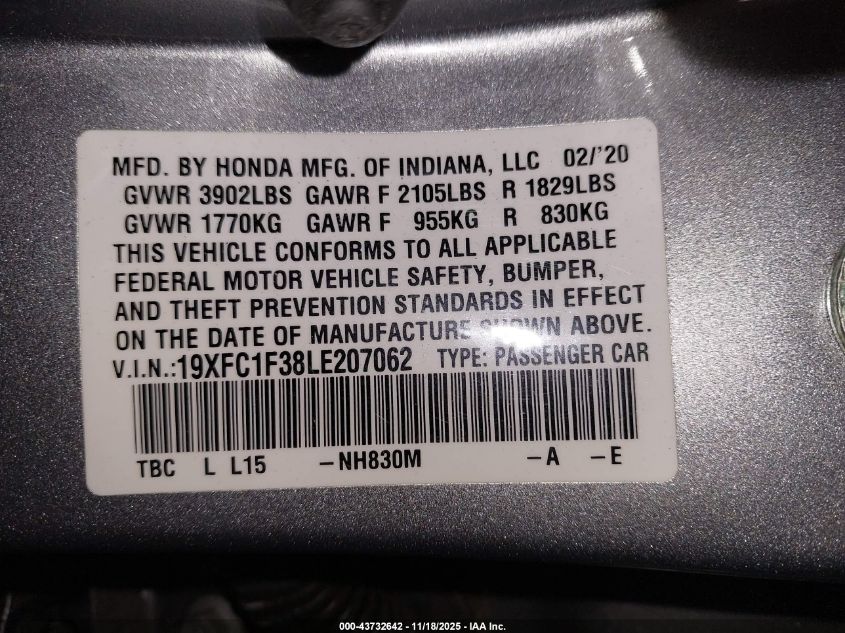 MFD. BY HONDA MFG. OF INDIANA, LLC 02/'20
GVWR 3902LBS GAWR F 2105LBS R 1829LBS
GVWR 1770KG GAWR F 955KG R 830KG
THIS VEHICLE CONFORMS TO ALL APPLICABLE
FEDERAL MOTOR VEHICLE SAFETY, BUMPER,
AND THEFT PREVENTION STANDARDS IN EFFECT
ON THE DATE OF MANUFACTURE SHOWN ABOVE.
V.I.N.:19XFC1F38LE207062 TYPE: PASSENGER CAR
TBC L L15 -NH830M -A -E
000-43732642 - 11/18/2025 - IAA Inc.